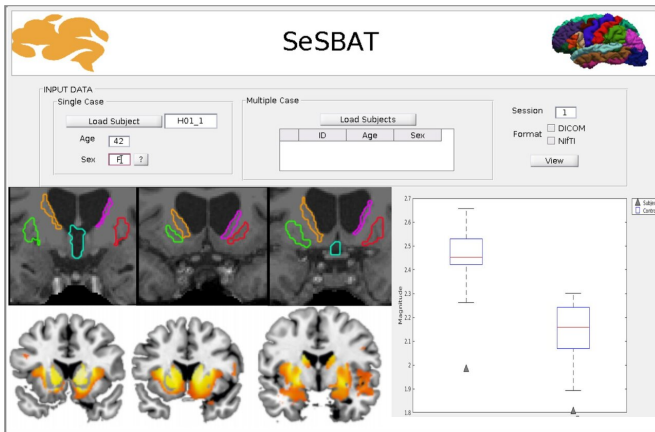 SeSBAT
INPUT DATA
Single Case
Load Subject
H01_1
Age
42
Sex
F
?
Multiple Case
Load Subjects
ID
Age
Sex
Session
1
Format
DICOM
NIfTI
View
2.7
2.6
2.5
2.4
2.3
2.2
2.1
2
1.9
1.8
Magnitude